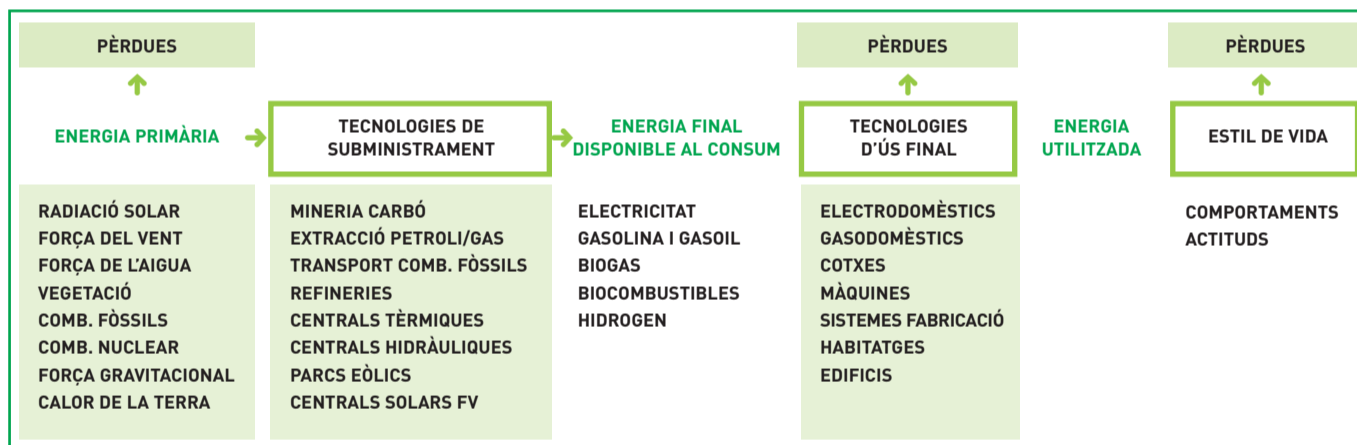 PÈRDUES
PÈRDUES
PÈRDUES
ENERGIA PRIMÀRIA
TECNOLOGIES DE
SUBMINISTRAMENT
ENERGIA FINAL
DISPONIBLE AL CONSUM
TECNOLOGIES
D'ÚS FINAL
ENERGIA
UTILITZADA
ESTIL DE VIDA
RADIACIÓ SOLAR
FORÇA DEL VENT
FORÇA DE L'AIGUA
VEGETACIÓ
COMB. FÒSSILS
COMB. NUCLEAR
FORÇA GRAVITACIONAL
CALOR DE LA TERRA
MINERIA CARBÓ
EXTRACCIÓ PETROLI/GAS
TRANSPORT COMB. FÒSSILS
REFINERIES
CENTRALS TÈRMIQUES
CENTRALS HIDRÀULIQUES
PARCS EÒLICS
CENTRALS SOLARS FV
ELECTRICITAT
GASOLINA I GASOIL
BIOGAS
BIOCOMBUSTIBLES
HIDROGEN
ELECTRODOMÈSTICS
GASODOMÈSTICS
COTXES
MÀQUINES
SISTEMES FABRICACIÓ
HABITATGES
EDIFICIS
COMPORTAMENTS
ACTITUDS